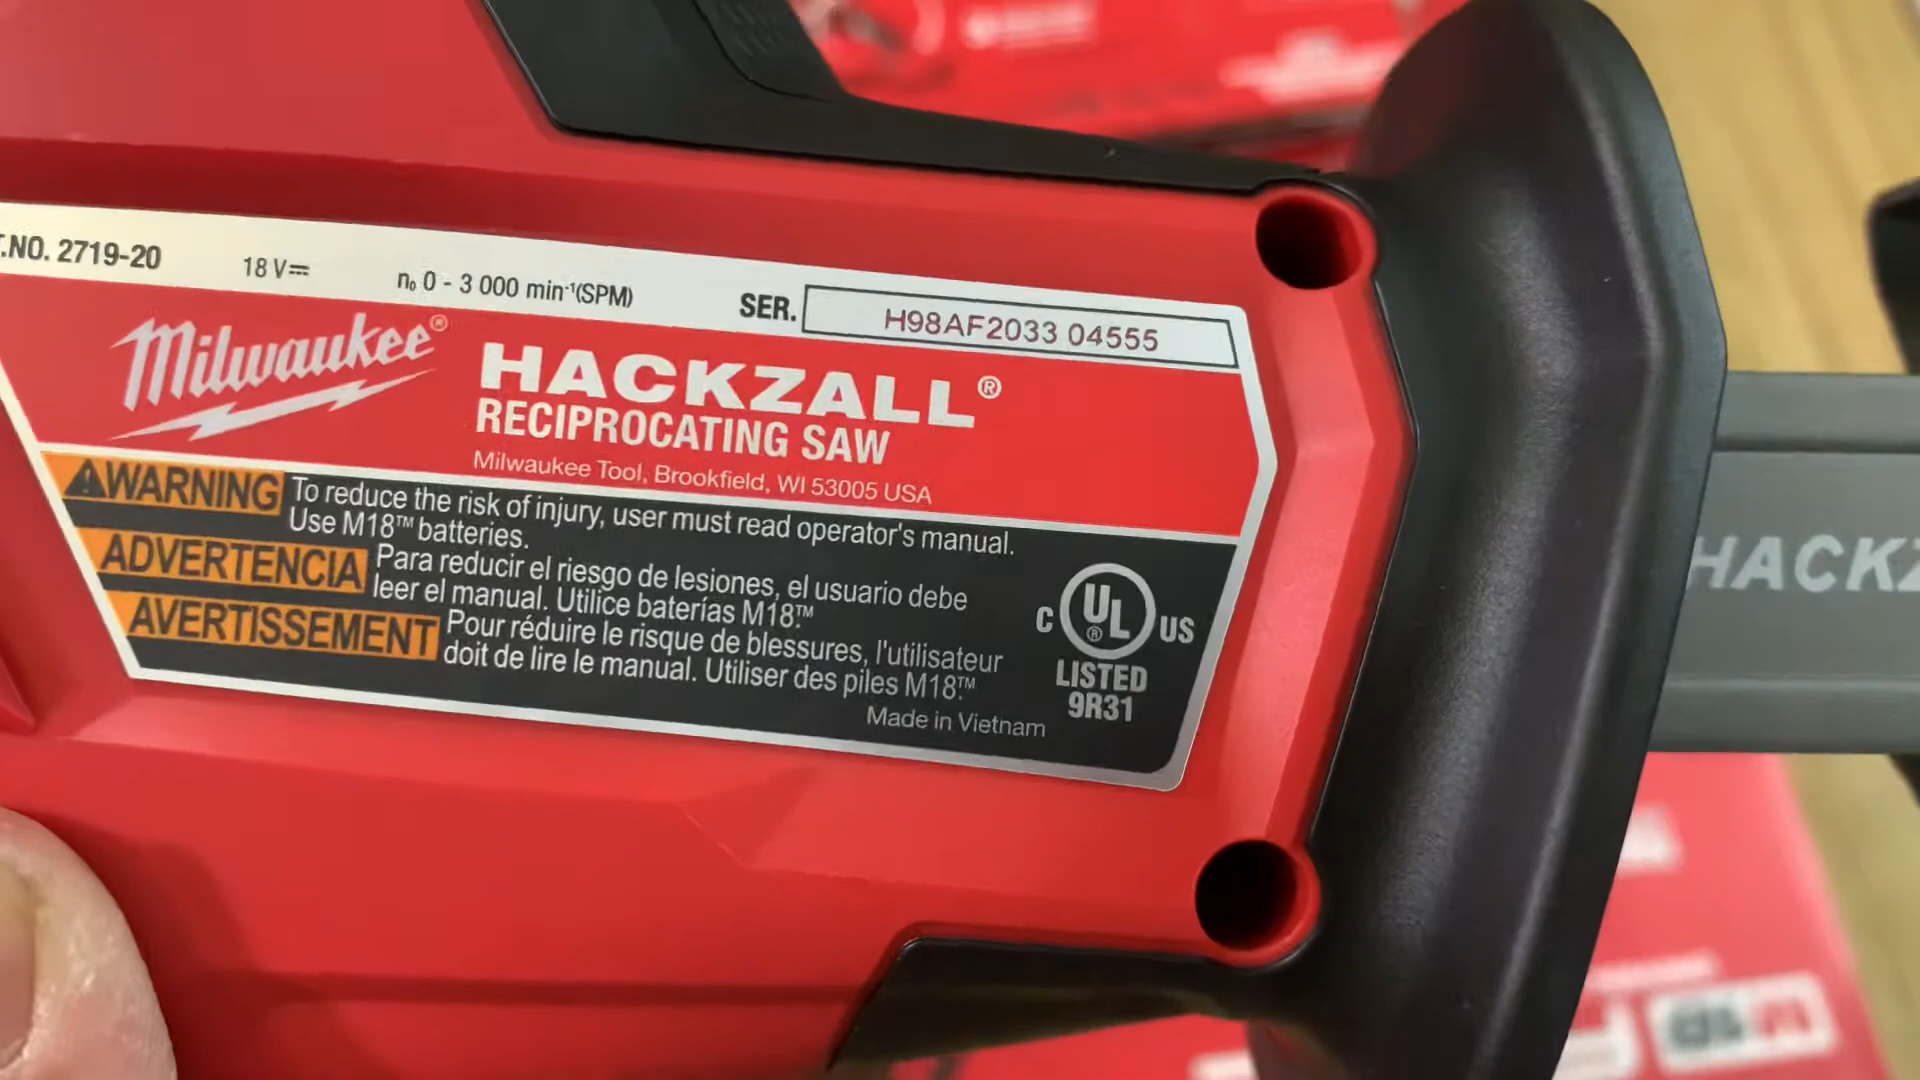 .NO. 2719-20 18 V⎓ n₀ 0 - 3 000 min⁻¹(SPM) SER. H98AF2033 04555
Milwaukee®
HACKZALL®
RECIPROCATING SAW
Milwaukee Tool, Brookfield, WI 53005 USA
⚠WARNING To reduce the risk of injury, user must read operator's manual.
Use M18™ batteries.
ADVERTENCIA Para reducir el riesgo de lesiones, el usuario debe
leer el manual. Utilice baterías M18.™
AVERTISSEMENT Pour réduire le risque de blessures, l'utilisateur
doit de lire le manual. Utiliser des piles M18.™
Made in Vietnam
C UL® US
LISTED
9R31
HACKZ